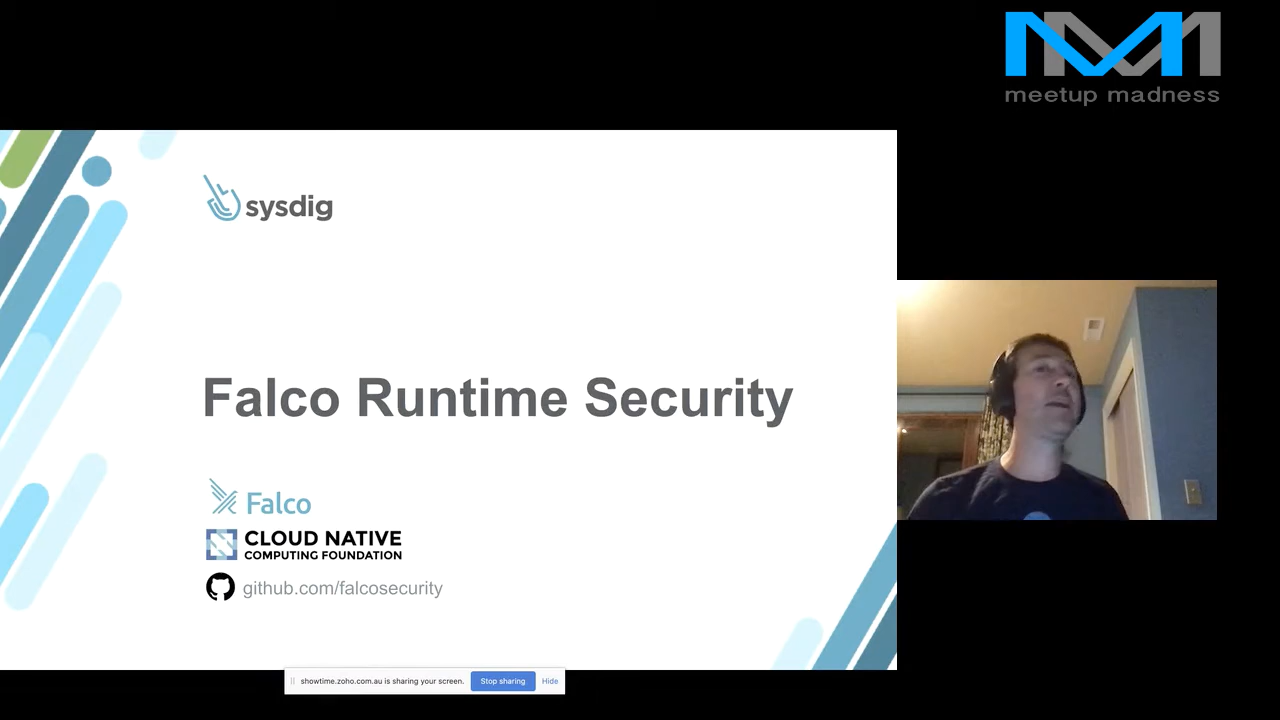 meetup madness
sysdig
Falco Runtime Security
Falco
CLOUD NATIVE
COMPUTING FOUNDATION
github.com/falcosecurity
showtime.zoho.com.au is sharing your screen.
Stop sharing
Hide